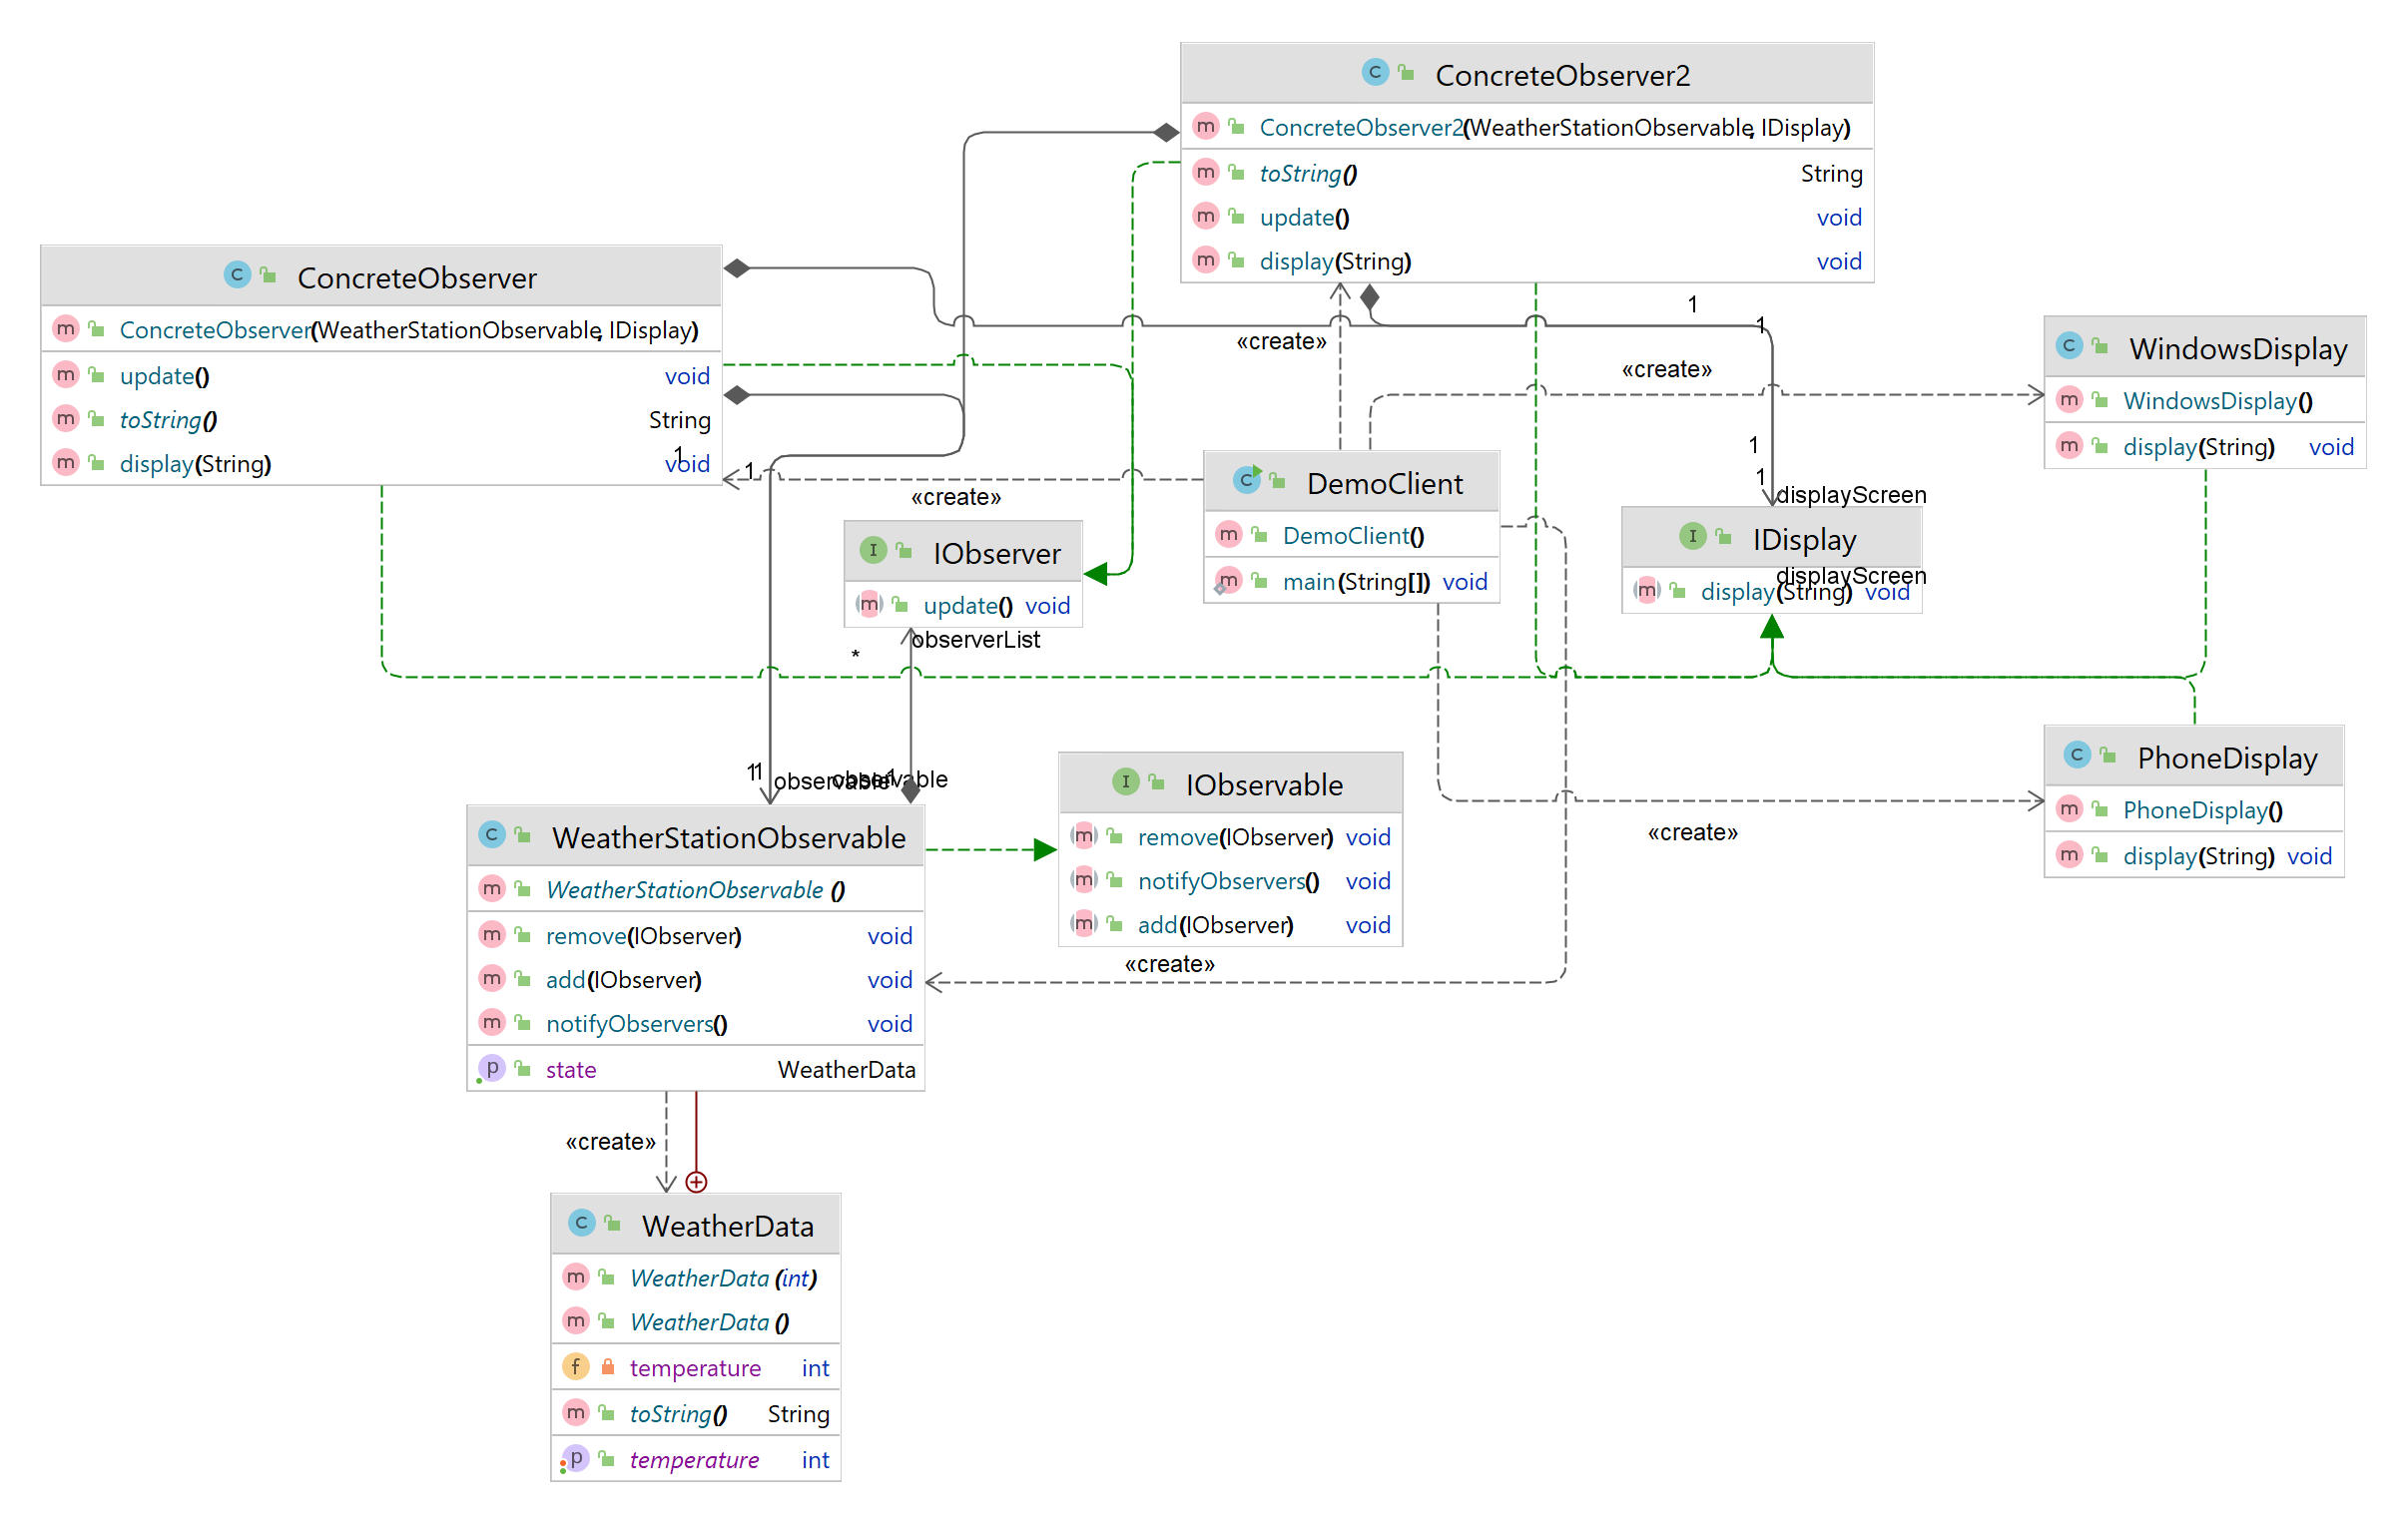 ConcreteObserver2
ConcreteObserver2(WeatherStationObservable, IDisplay)
toString() String
update() void
display(String) void
ConcreteObserver
ConcreteObserver(WeatherStationObservable, IDisplay)
update() void
toString() String
display(String) void
1
1
«create»
1
1
«create»
«create»
WindowsDisplay
WindowsDisplay()
display(String) void
1
1
displayScreen
«create»
DemoClient
DemoClient()
main(String[]) void
IObserver
update() void
observerList
*
IDisplay
displayScreen
display(String) void
1
1
observable
observable
1
IObservable
remove(IObserver) void
notifyObservers() void
add(IObserver) void
«create»
PhoneDisplay
PhoneDisplay()
display(String) void
«create»
WeatherStationObservable
WeatherStationObservable ()
remove(IObserver) void
add(IObserver) void
notifyObservers() void
state WeatherData
«create»
WeatherData
WeatherData (int)
WeatherData ()
temperature int
toString() String
temperature int